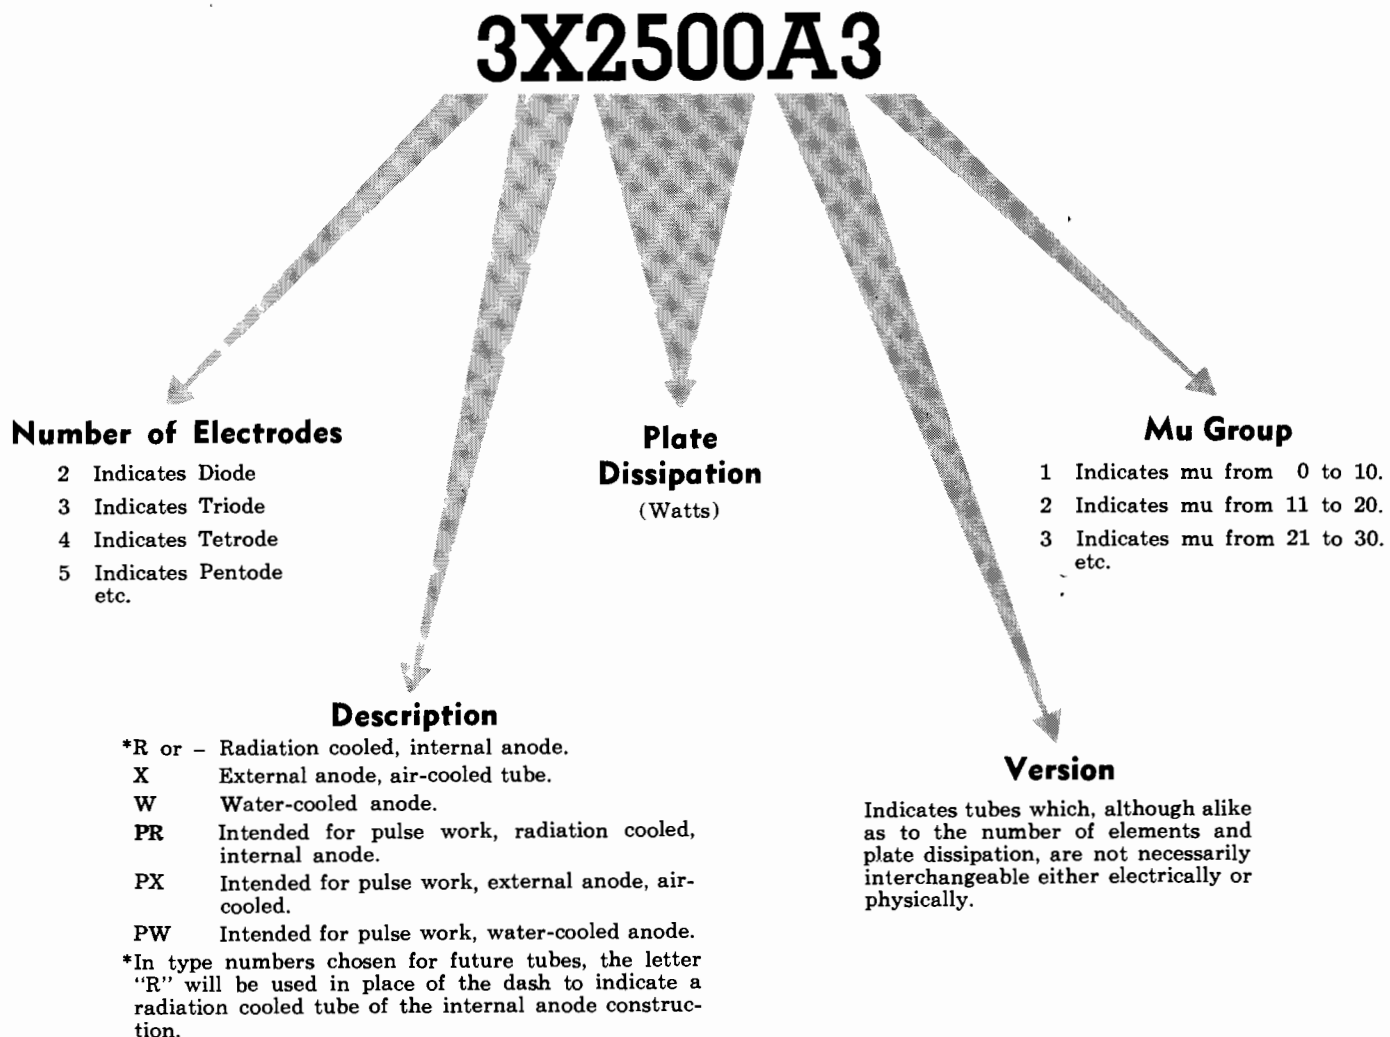 3X2500A3
Number of Electrodes
2 Indicates Diode
3 Indicates Triode
4 Indicates Tetrode
5 Indicates Pentode
etc.
Plate
Dissipation
(Watts)
Mu Group
1 Indicates mu from 0 to 10.
2 Indicates mu from 11 to 20.
3 Indicates mu from 21 to 30.
etc.
Description
*R or – Radiation cooled, internal anode.
X External anode, air-cooled tube.
W Water-cooled anode.
PR Intended for pulse work, radiation cooled,
internal anode.
PX Intended for pulse work, external anode, air-
cooled.
PW Intended for pulse work, water-cooled anode.
*In type numbers chosen for future tubes, the letter
"R" will be used in place of the dash to indicate a
radiation cooled tube of the internal anode construc-
tion.
Version
Indicates tubes which, although alike
as to the number of elements and
plate dissipation, are not necessarily
interchangeable either electrically or
physically.